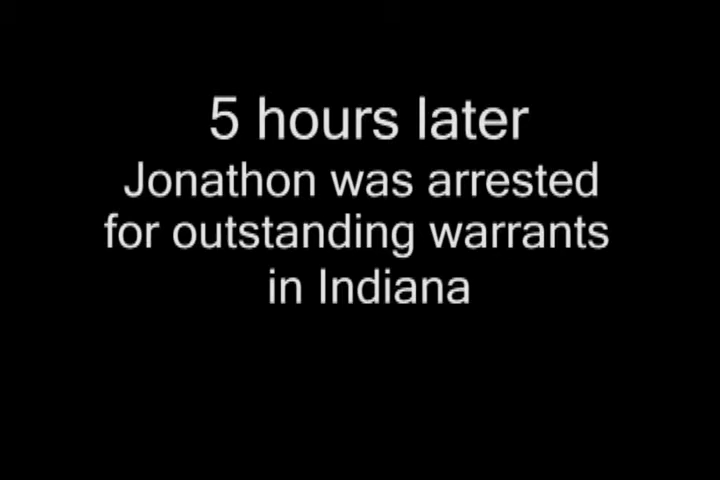 5 hours later
Jonathon was arrested
for outstanding warrants
in Indiana